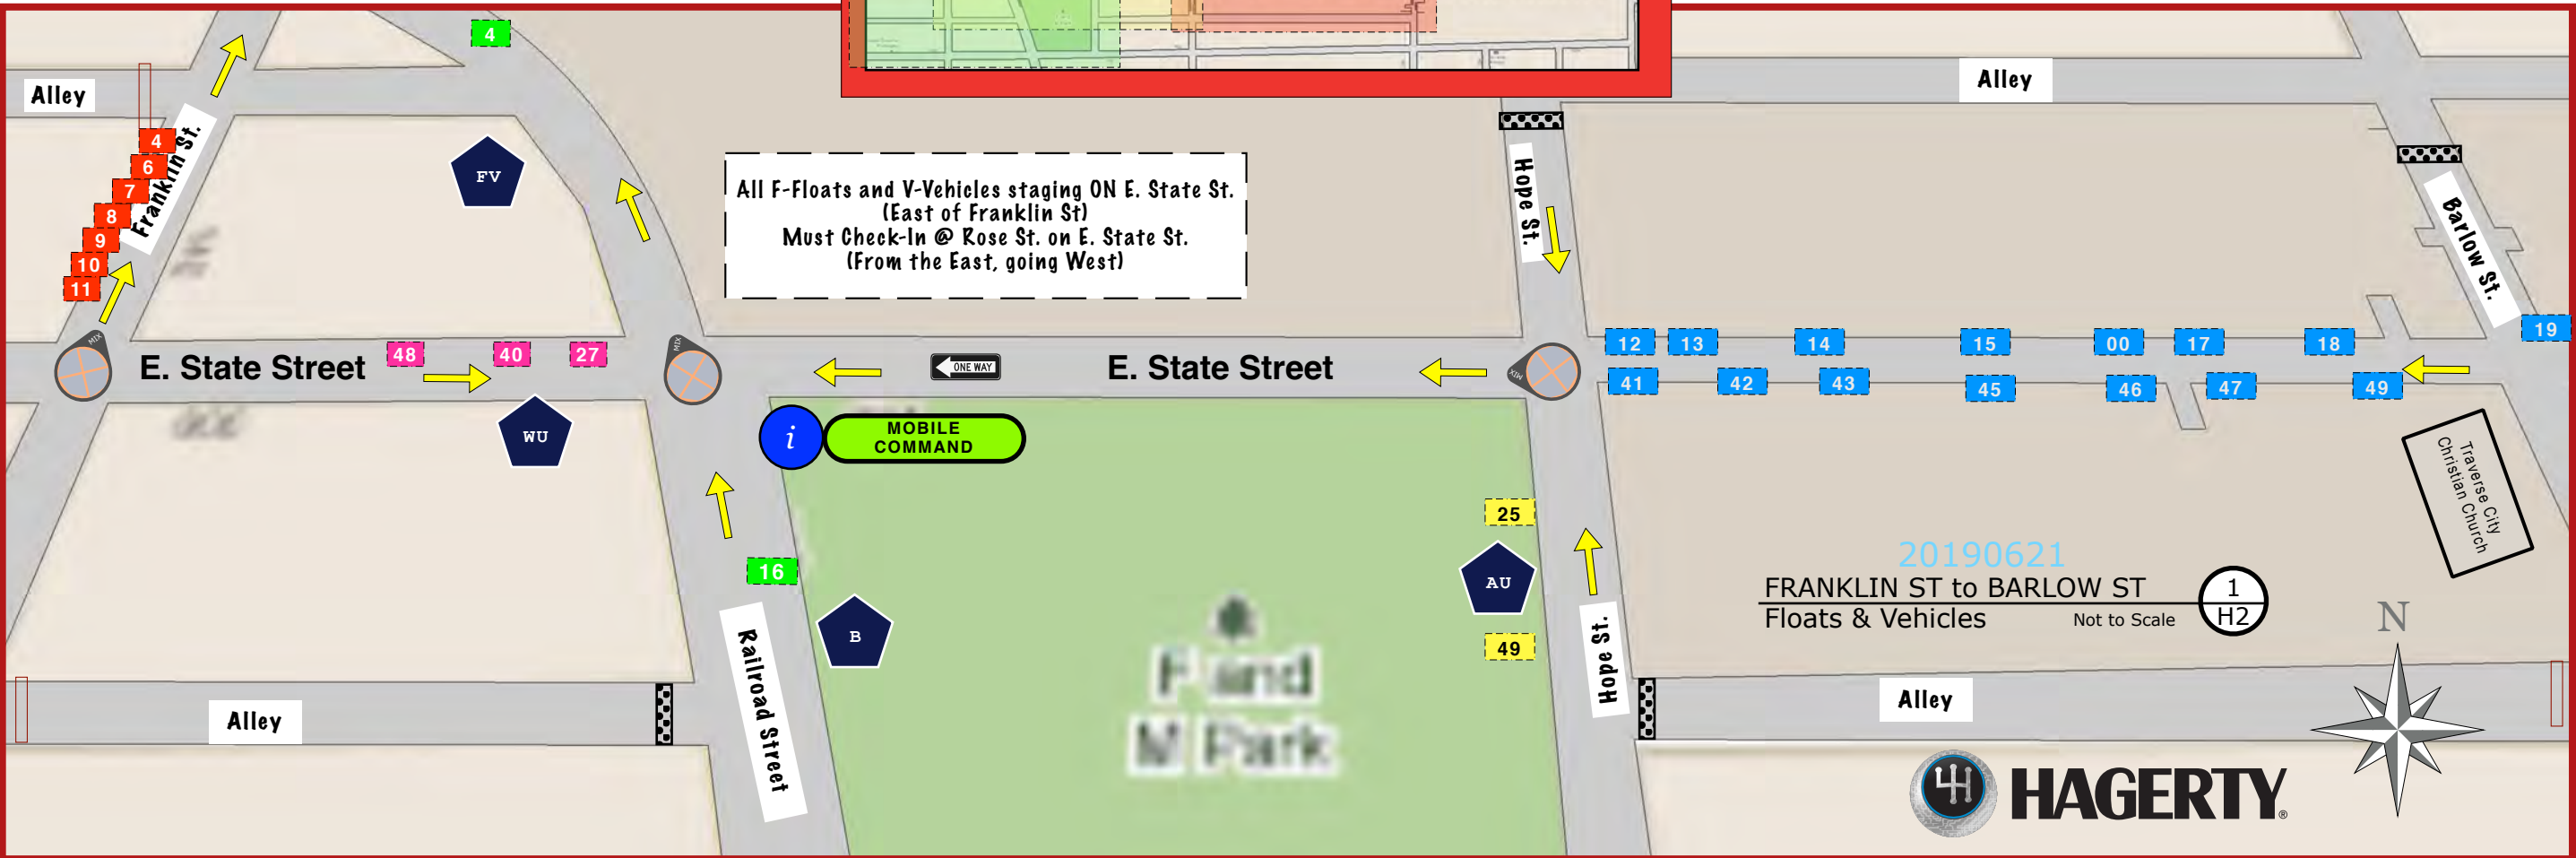 4
Alley
Alley
4
6
7
8
9
10
11
Franklin St.
FV
All F-Floats and V-Vehicles staging ON E. State St.
(East of Franklin St)
Must Check-In @ Rose St. on E. State St.
(From the East, going West)
Hope St.
Barlow St.
MIX
E. State Street
48
40
27
MIX
ONE WAY
E. State Street
MIX
12
13
14
15
00
17
18
19
41
42
43
45
46
47
49
WU
i
MOBILE
COMMAND
Traverse City
Christian Church
25
16
AU
B
49
20190621
FRANKLIN ST to BARLOW ST
Floats & Vehicles
Not to Scale
1
H2
N
Railroad Street
Hope St.
F and
M Park
Alley
Alley
HAGERTY®